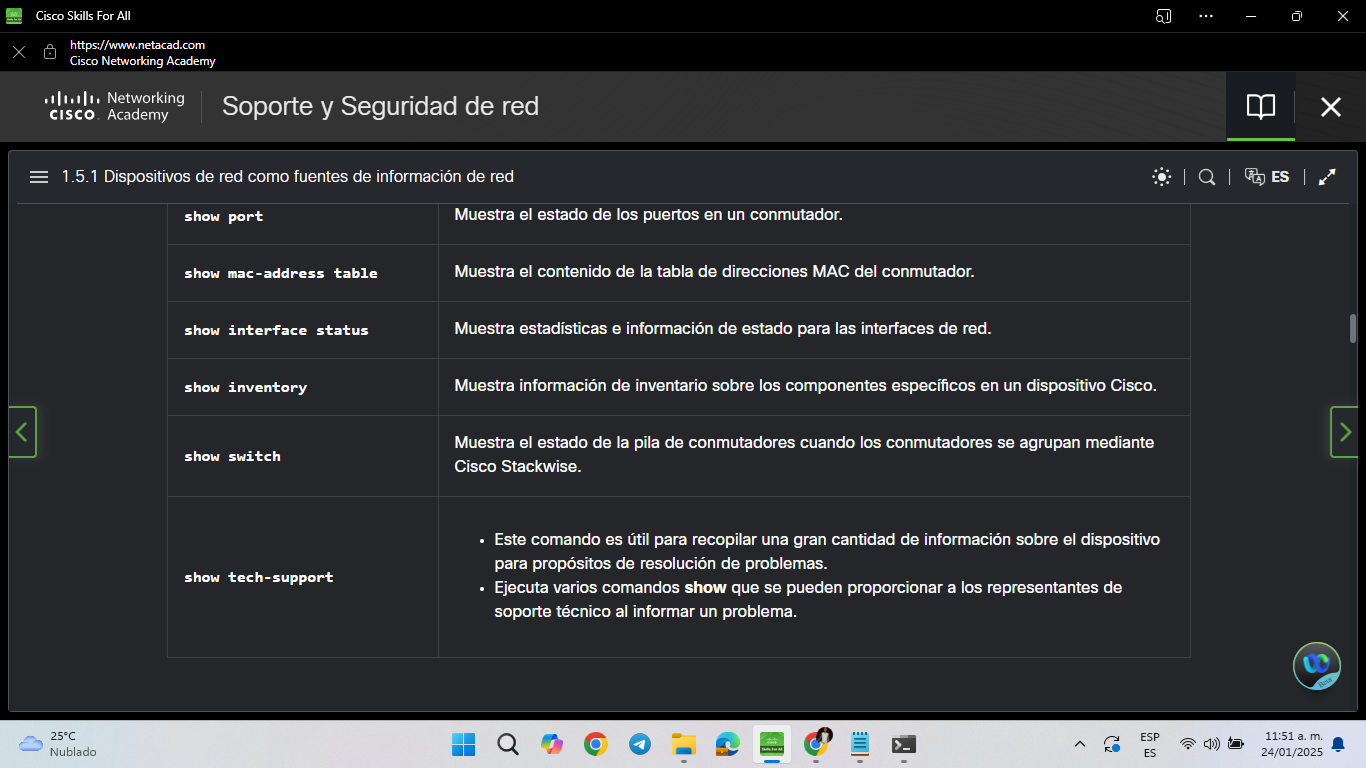 Cisco Skills For All
https://www.netacad.com
Cisco Networking Academy
CISCO Networking Academy
Soporte y Seguridad de red
1.5.1 Dispositivos de red como fuentes de información de red
ES
show port
Muestra el estado de los puertos en un conmutador.
show mac-address table
Muestra el contenido de la tabla de direcciones MAC del conmutador.
show interface status
Muestra estadísticas e información de estado para las interfaces de red.
show inventory
Muestra información de inventario sobre los componentes específicos en un dispositivo Cisco.
show switch
Muestra el estado de la pila de conmutadores cuando los conmutadores se agrupan mediante
Cisco Stackwise.
show tech-support
• Este comando es útil para recopilar una gran cantidad de información sobre el dispositivo
para propósitos de resolución de problemas.
• Ejecuta varios comandos show que se pueden proporcionar a los representantes de
soporte técnico al informar un problema.
Beta
25°C
Nublado
ESP
ES
11:51 a. m.
24/01/2025